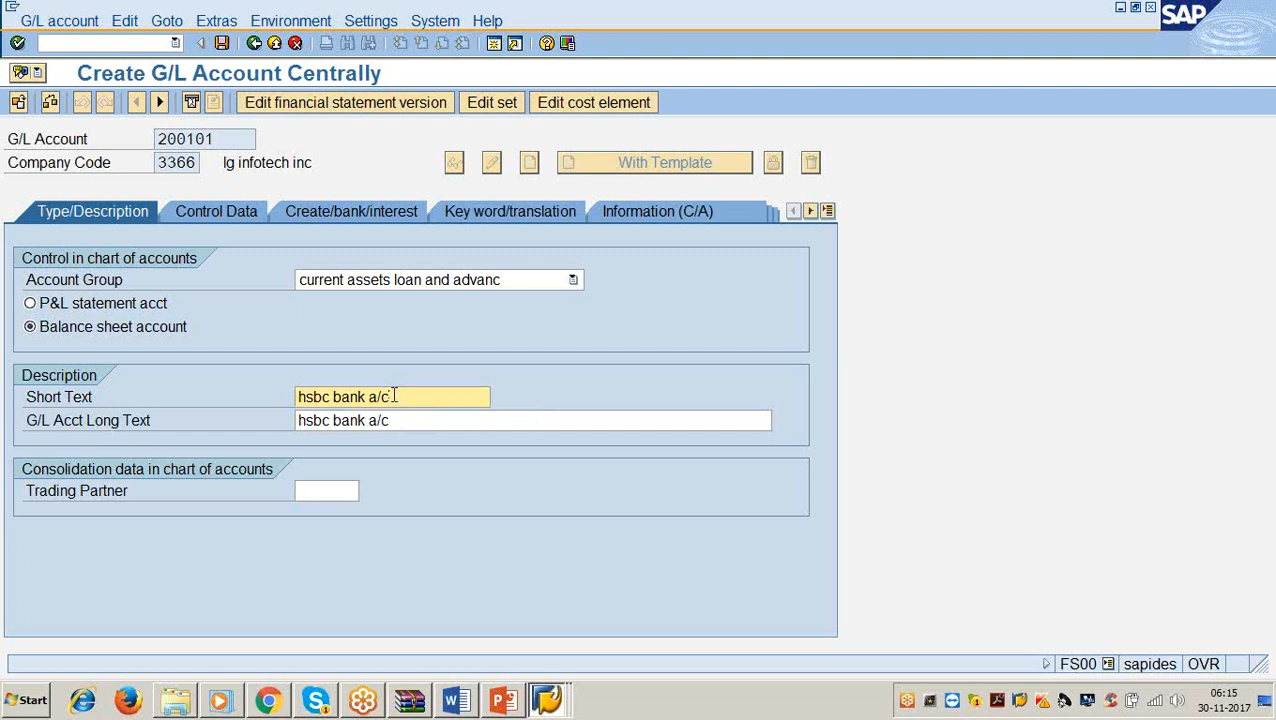 G/L account Edit Goto Extras Environment Settings System Help
SAP
Create G/L Account Centrally
Edit financial statement version Edit set Edit cost element
G/L Account 200101
Company Code 3366 lg infotech inc With Template
Type/Description Control Data Create/bank/interest Key word/translation Information (C/A)
Control in chart of accounts
Account Group current assets loan and advanc
P&L statement acct
Balance sheet account
Description
Short Text hsbc bank a/c
G/L Acct Long Text hsbc bank a/c
Consolidation data in chart of accounts
Trading Partner
FS00 sapides OVR
Start 06:15
30-11-2017